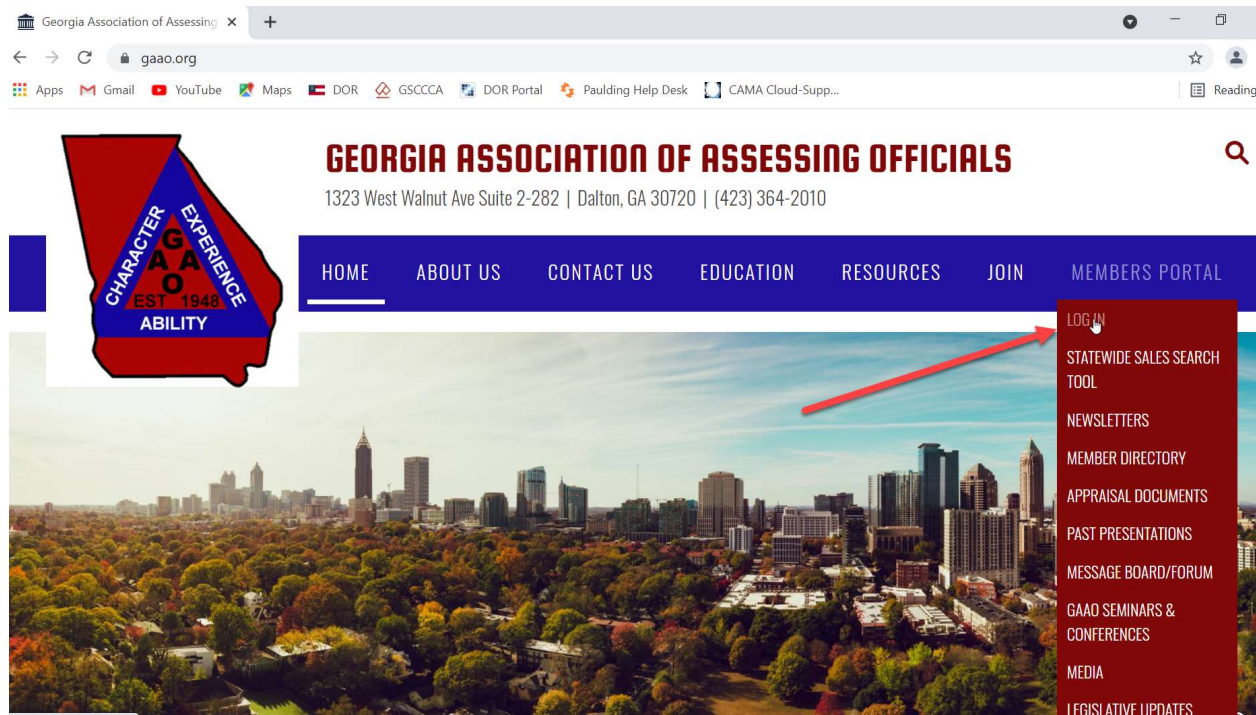 Georgia Association of Assessing
gaao.org
Apps Gmail YouTube Maps DOR GSCCCA DOR Portal Paulding Help Desk CAMA Cloud-Supp... Reading
GEORGIA ASSOCIATION OF ASSESSING OFFICIALS
1323 West Walnut Ave Suite 2-282 | Dalton, GA 30720 | (423) 364-2010
CHARACTER
EXPERIENCE
G
A A
O
EST 1948
ABILITY
HOME ABOUT US CONTACT US EDUCATION RESOURCES JOIN MEMBERS PORTAL
LOG IN
STATEWIDE SALES SEARCH
TOOL
NEWSLETTERS
MEMBER DIRECTORY
APPRAISAL DOCUMENTS
PAST PRESENTATIONS
MESSAGE BOARD/FORUM
GAAO SEMINARS &
CONFERENCES
MEDIA
LEGISLATIVE UPDATES